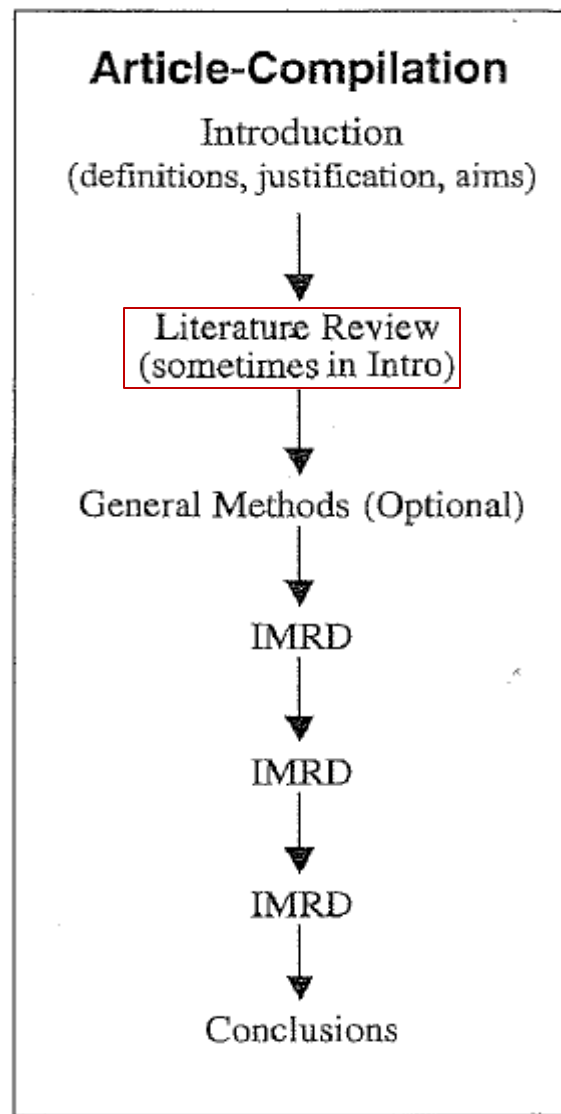 Article-Compilation
Introduction
(definitions, justification, aims)
Literature Review
(sometimes in Intro)
General Methods (Optional)
IMRD
IMRD
IMRD
Conclusions